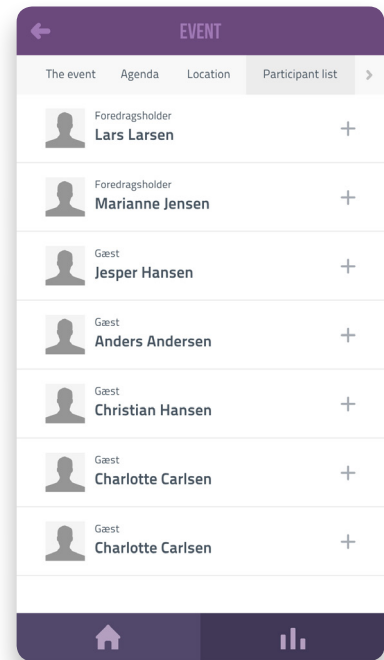 EVENT
The event Agenda Location Participant list
Foredragsholder
Lars Larsen
Foredragsholder
Marianne Jensen
Gæst
Jesper Hansen
Gæst
Anders Andersen
Gæst
Christian Hansen
Gæst
Charlotte Carlsen
Gæst
Charlotte Carlsen